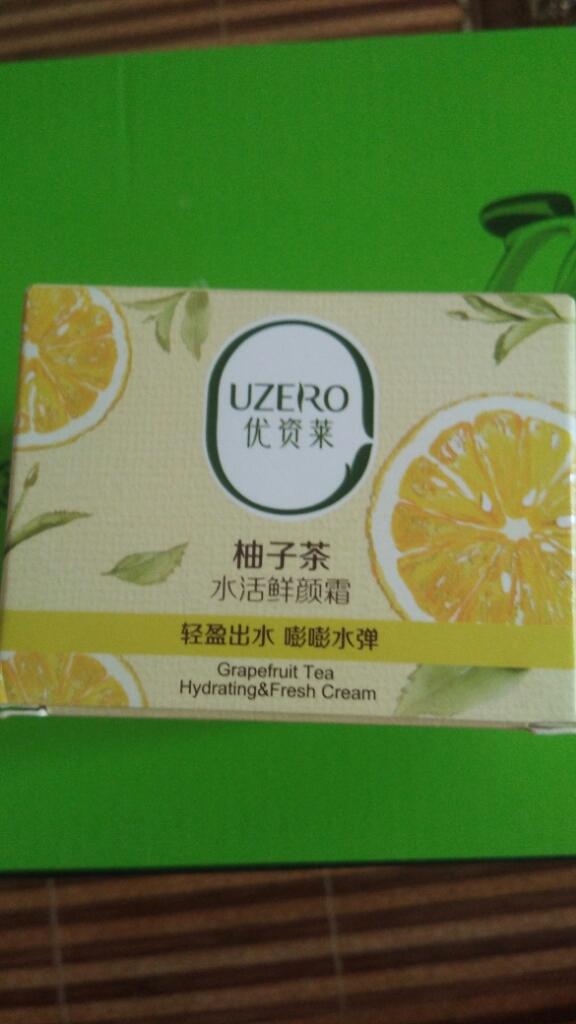 UZERO
优资莱
柚子茶
水活鲜颜霜
轻盈出水 嘭嘭水弹
Grapefruit Tea
Hydrating&Fresh Cream